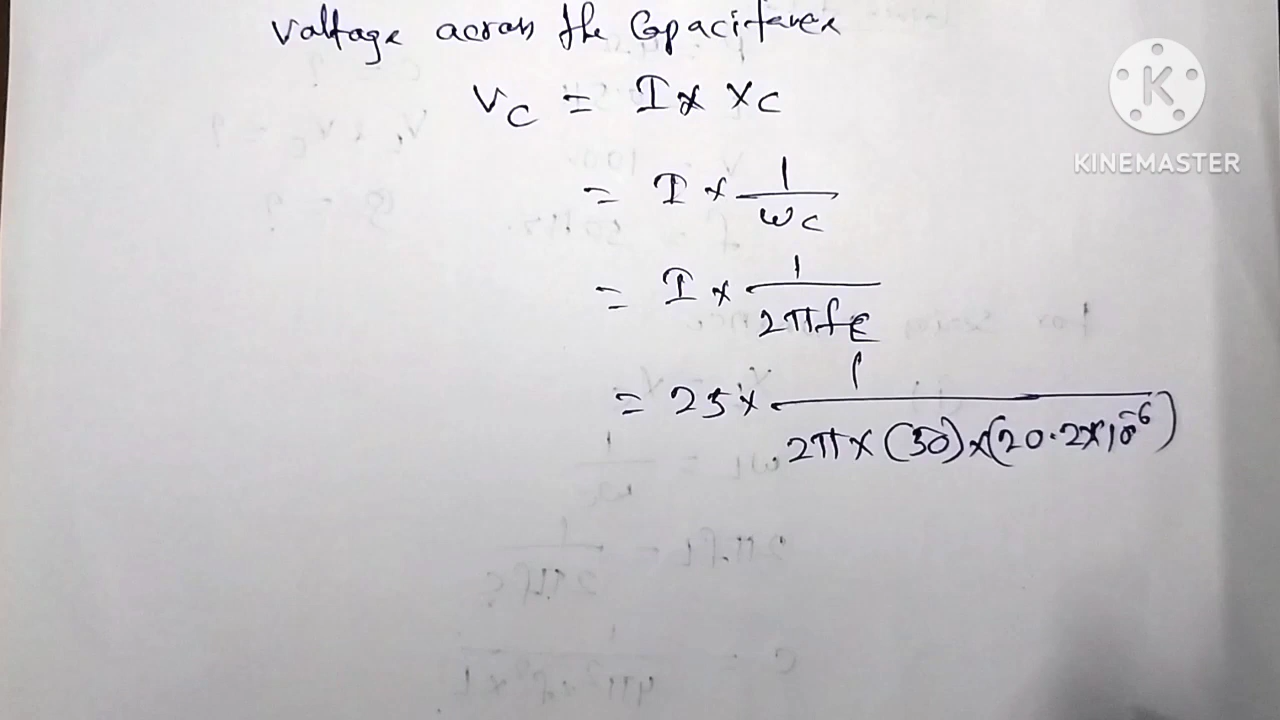 Voltage across the Capacitance
V_C = I × X_C
= I × 1/ωC
= I × 1/2πfC
= 25 × 1/2π×(50)×(20.2×10^-6)
K
KINEMASTER